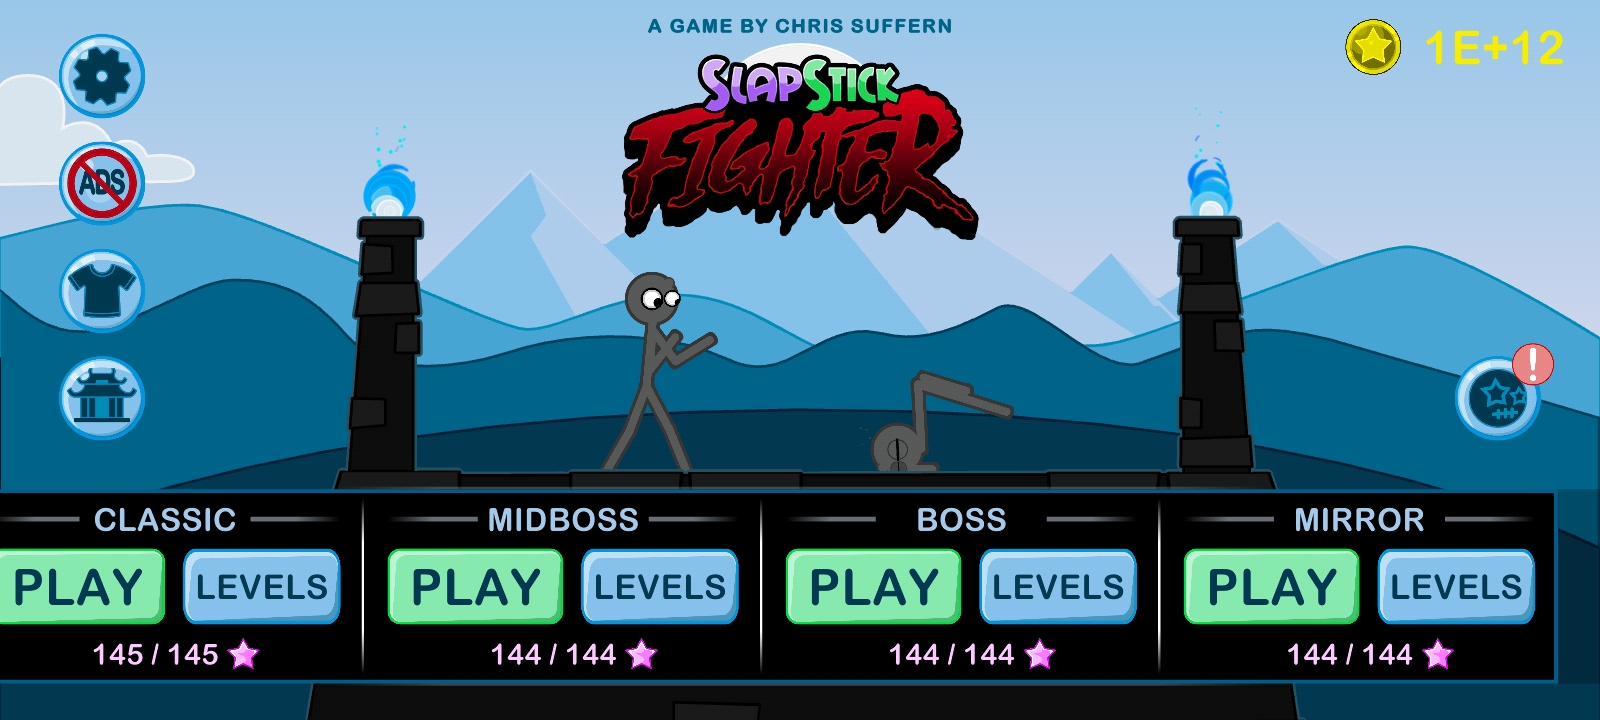 A GAME BY CHRIS SUFFERN
1E+12
SLAPSTICK
FIGHTER
ADS
!
CLASSIC
PLAY LEVELS
145 / 145
MIDBOSS
PLAY LEVELS
144 / 144
BOSS
PLAY LEVELS
144 / 144
MIRROR
PLAY LEVELS
144 / 144